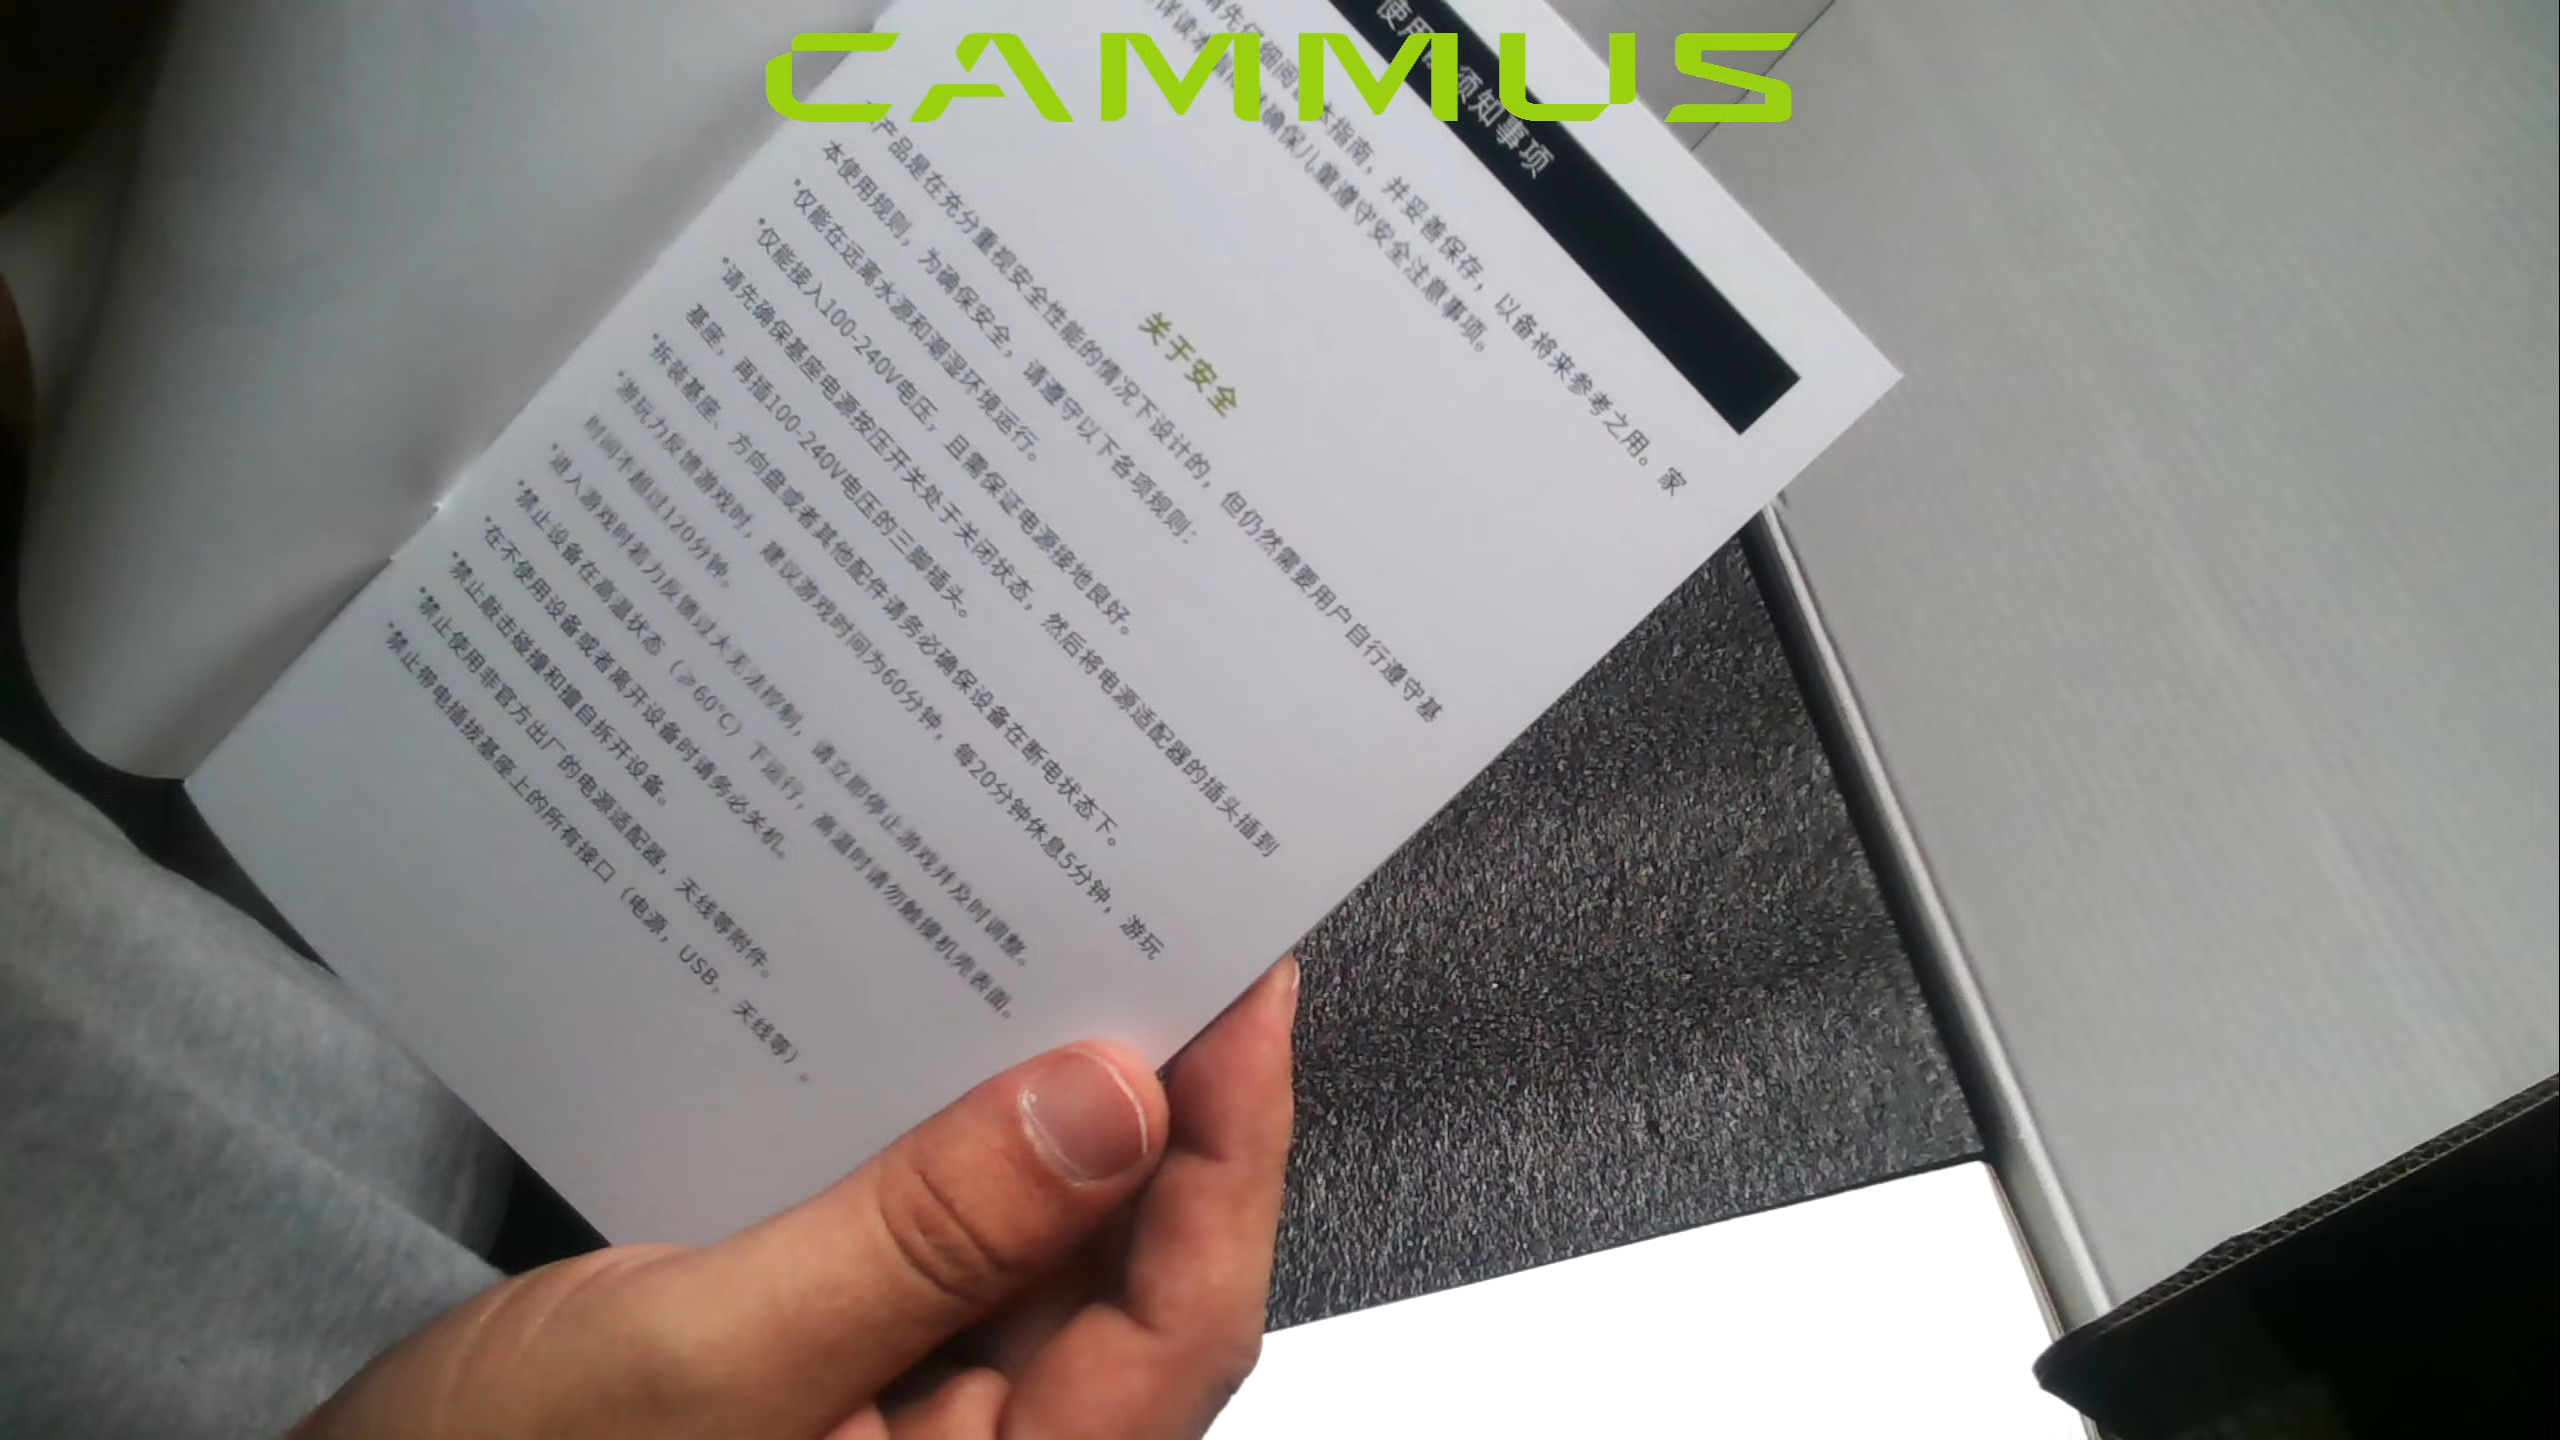 CAMMUS
使用 须知事项
请先仔细阅读本指南，并妥善保存，以备将来参考之用。家
确保儿童遵守安全注意事项。
关于安全
产品是在充分重视安全性能的情况下设计的，但仍然需要用户自行遵守基
本使用规则，为确保安全，请遵守以下各项规则：
*仅能在远离水源和潮湿环境运行。
*仅能接入100-240V电压，且需保证电源接地良好。
*请先确保基座电源按压开关处于关闭状态，然后将电源适配器的插头插到
基座，再插100-240V电压的三脚插头。
*拆装基座、方向盘或者其他配件请务必确保设备在断电状态下。
*游玩力反馈游戏时，建议游戏时间为60分钟，每20分钟休息5分钟，游玩
时间不超过120分钟。
*进入游戏时若力反馈过大无法控制，请立即停止游戏并及时调整。
*禁止设备在高温状态（≥60℃）下运行，高温时请勿触摸机壳表面。
*在不使用设备或者离开设备时请务必关机。
*禁止敲击碰撞和擅自拆开设备。
*禁止使用非官方出厂的电源适配器，天线等附件。
*禁止带电插拔基座上的所有接口（电源，USB，天线等）。